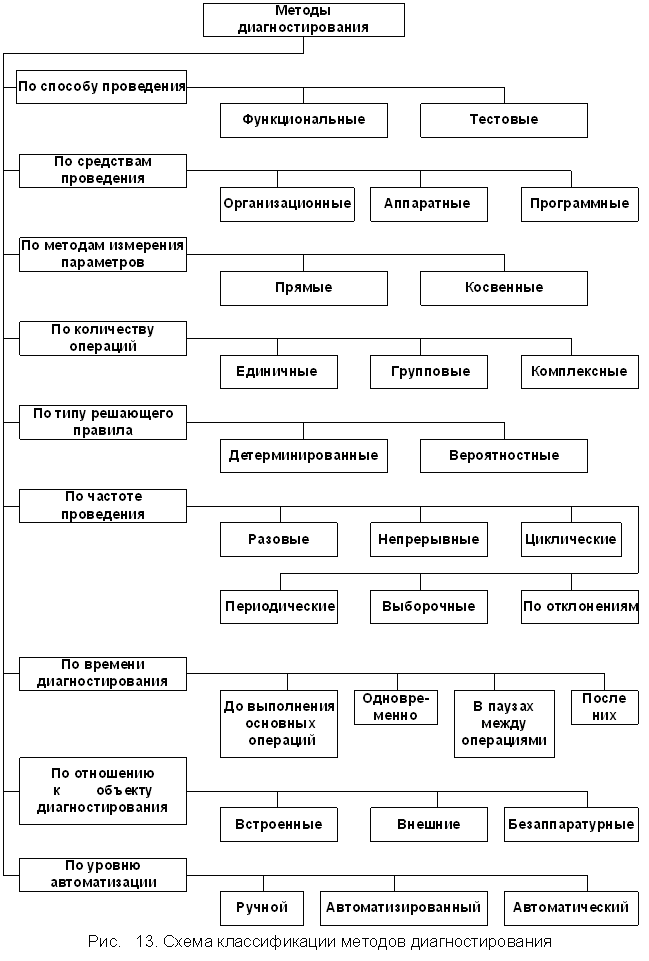 Методы
диагностирования
По способу проведения
Функциональные
Тестовые
По средствам
проведения
Организационные
Аппаратные
Программные
По методам измерения
параметров
Прямые
Косвенные
По количеству
операций
Единичные
Групповые
Комплексные
По типу решающего
правила
Детерминированные
Вероятностные
По частоте
проведения
Разовые
Непрерывные
Циклические
Периодические
Выборочные
По отклонениям
По времени
диагностирования
До выполнения
основных
операций
Одновре-
менно
В паузах
между
операциями
После
них
По отношению
к объекту
диагностирования
Встроенные
Внешние
Безаппаратурные
По уровню
автоматизации
Ручной
Автоматизированный
Автоматический
Рис. 13. Схема классификации методов диагностирования